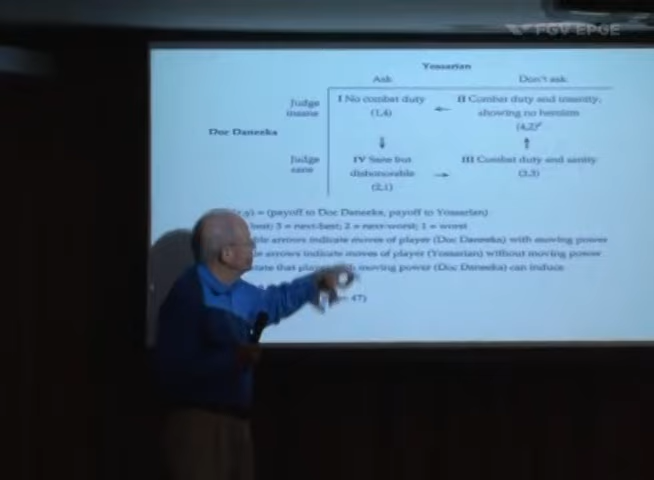 FGV EPGE
Yossarian
Ask Don't ask
Judge insane I No combat duty (1,4) II Combat duty and insanity, showing no heroism (4,2)
Doc Daneeka
Judge sane IV Sane but dishonorable (2,1) III Combat duty and sanity (3,3)
= (payoff to Doc Daneeka, payoff to Yossarian)
best; 3 = next-best; 2 = next-worst; 1 = worst
arrows indicate moves of player (Doc Daneeka) with moving power
arrows indicate moves of player (Yossarian) without moving power
state that player with moving power (Doc Daneeka) can induce
47)